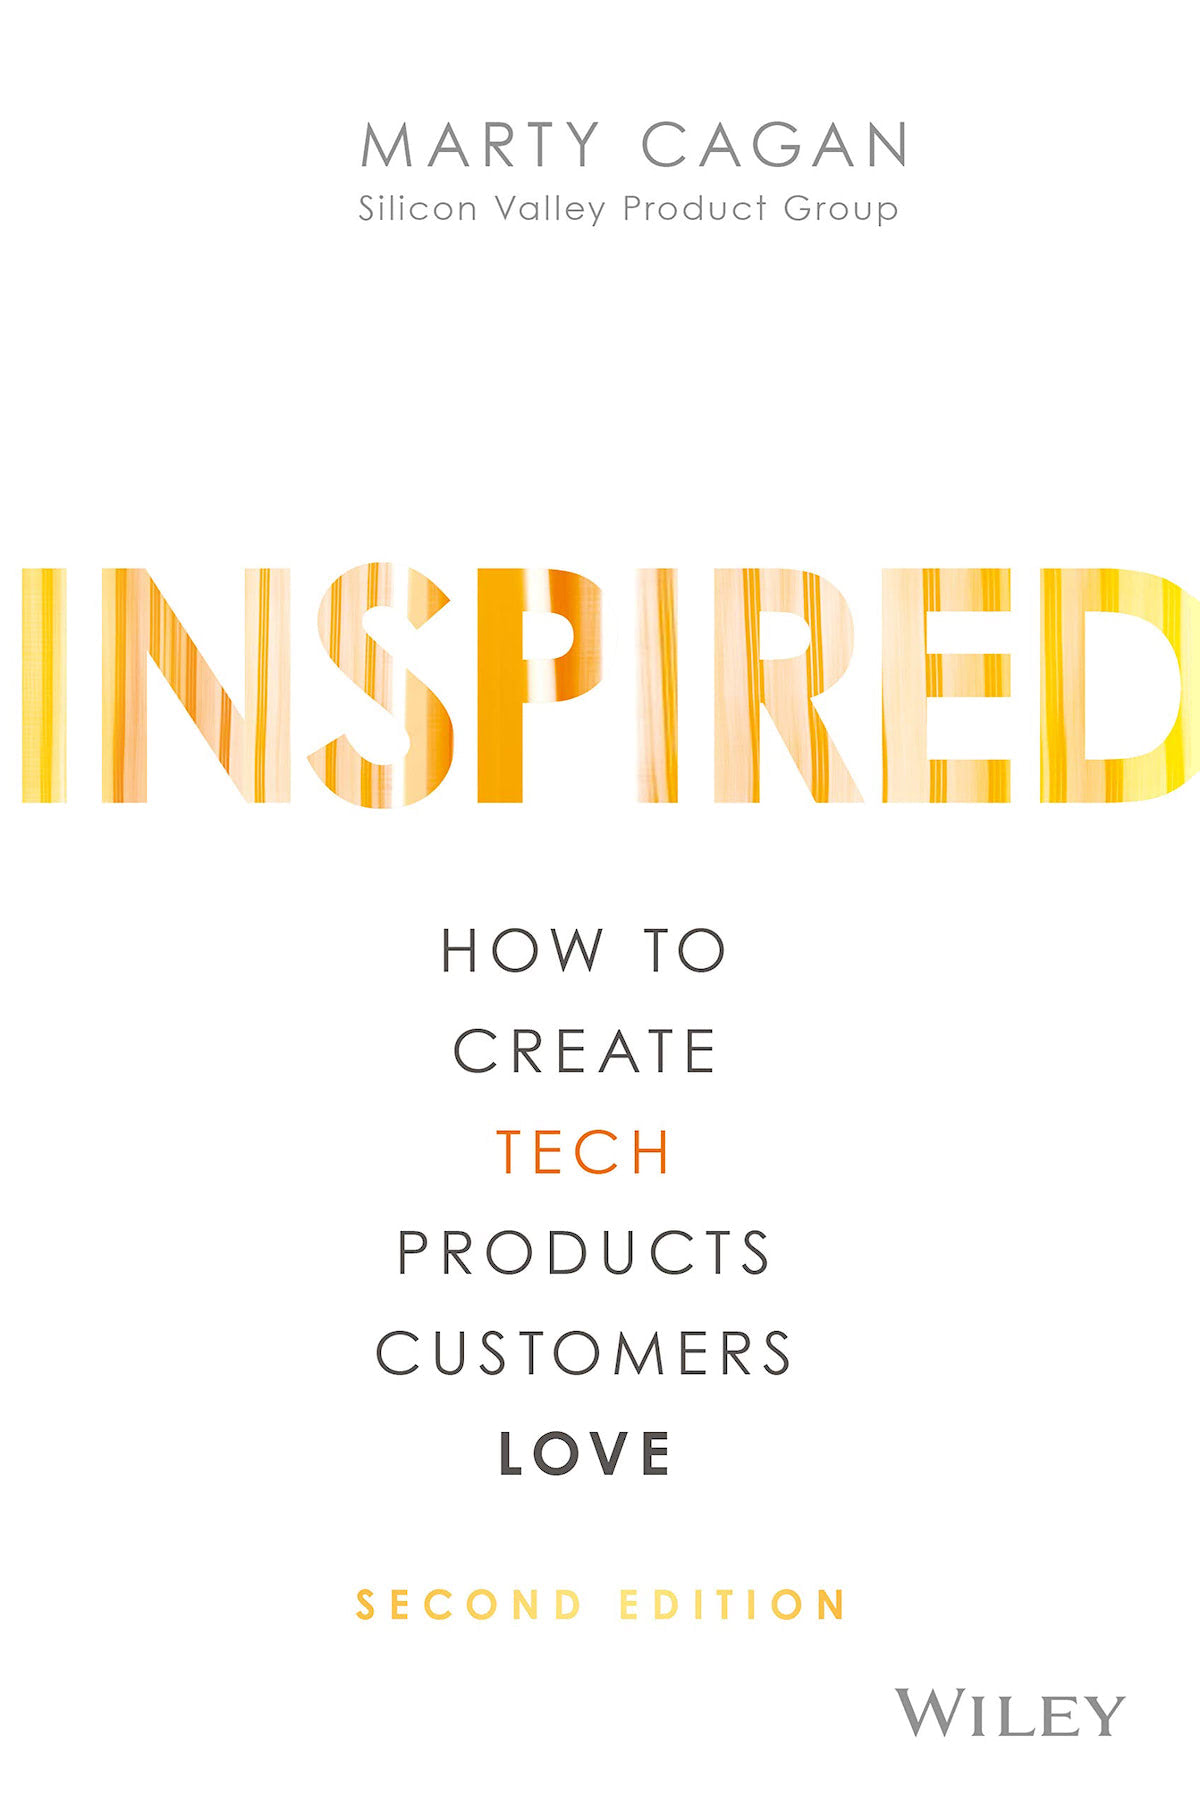 MARTY CAGAN
Silicon Valley Product Group
INSPIRED
HOW TO
CREATE
TECH
PRODUCTS
CUSTOMERS
LOVE
SECOND EDITION
WILEY